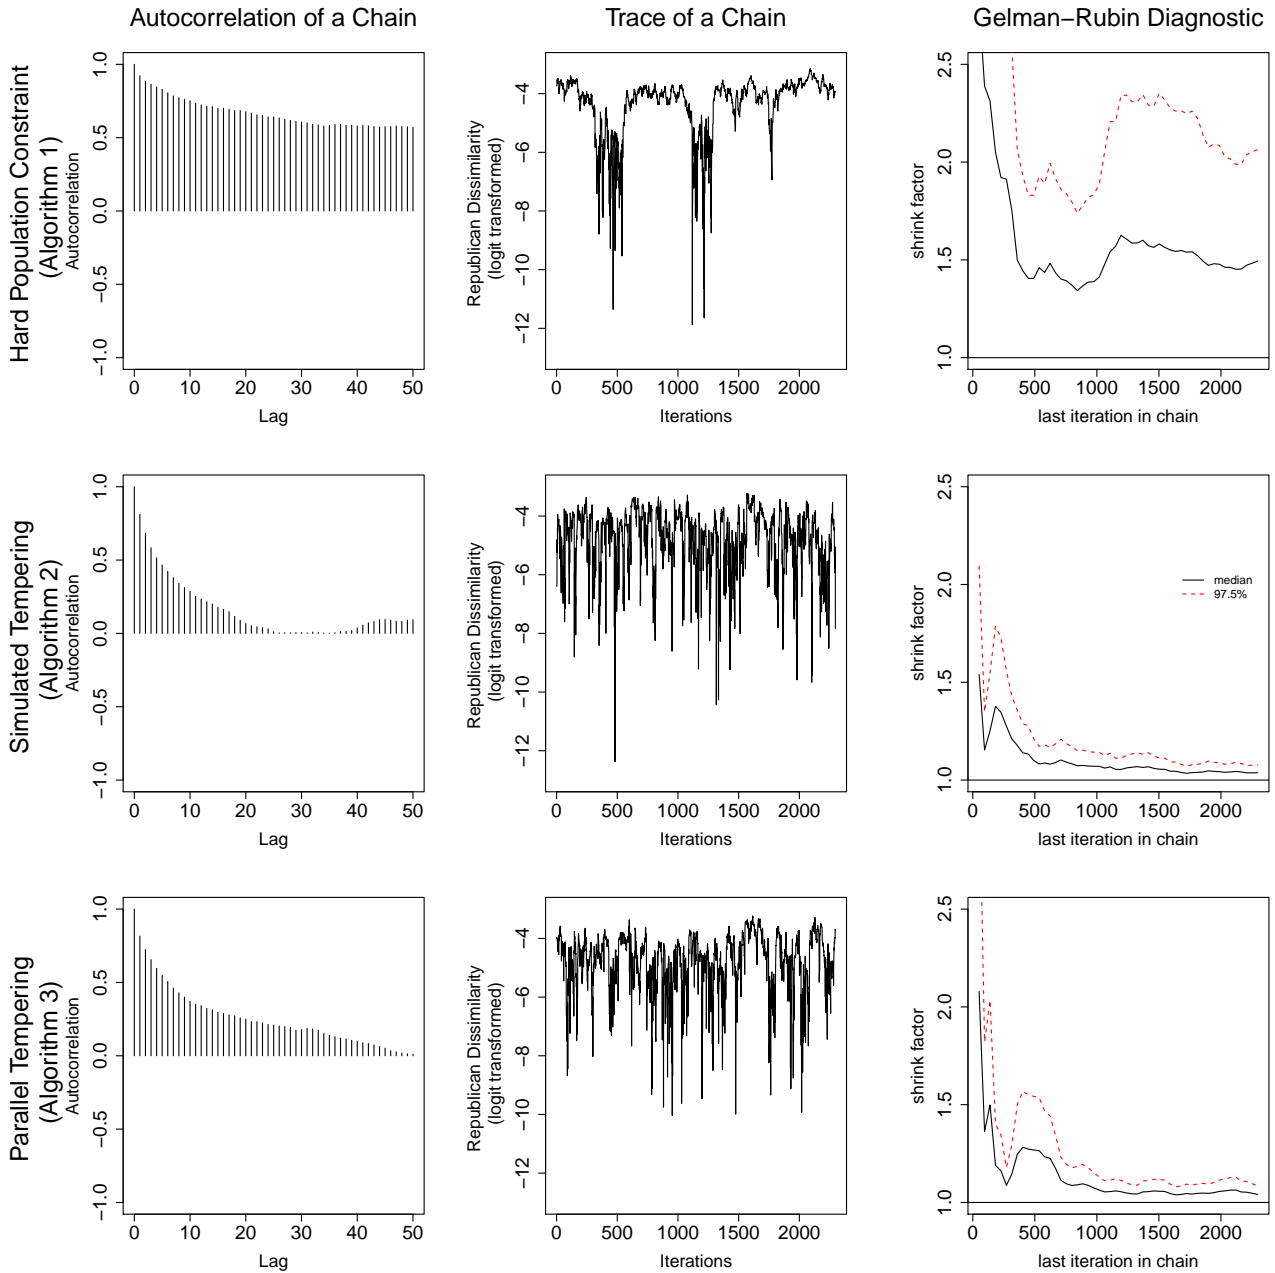 Autocorrelation of a Chain
Trace of a Chain
Gelman−Rubin Diagnostic
Hard Population Constraint
(Algorithm 1)
Autocorrelation
1.0
0.5
0.0
−0.5
−1.0
0 10 20 30 40 50
Lag
Republican Dissimilarity
(logit transformed)
−4
−6
−8
−10
−12
0 500 1000 1500 2000
Iterations
shrink factor
2.5
2.0
1.5
1.0
0 500 1000 2000
last iteration in chain
Simulated Tempering
(Algorithm 2)
Autocorrelation
1.0
0.5
0.0
−0.5
−1.0
0 10 20 30 40 50
Lag
Republican Dissimilarity
(logit transformed)
−4
−6
−8
−10
−12
0 500 1000 1500 2000
Iterations
shrink factor
2.5
2.0
1.5
1.0
median
97.5%
0 500 1000 2000
last iteration in chain
Parallel Tempering
(Algorithm 3)
Autocorrelation
1.0
0.5
0.0
−0.5
−1.0
0 10 20 30 40 50
Lag
Republican Dissimilarity
(logit transformed)
−4
−6
−8
−10
−12
0 500 1000 1500 2000
Iterations
shrink factor
2.5
2.0
1.5
1.0
0 500 1000 2000
last iteration in chain